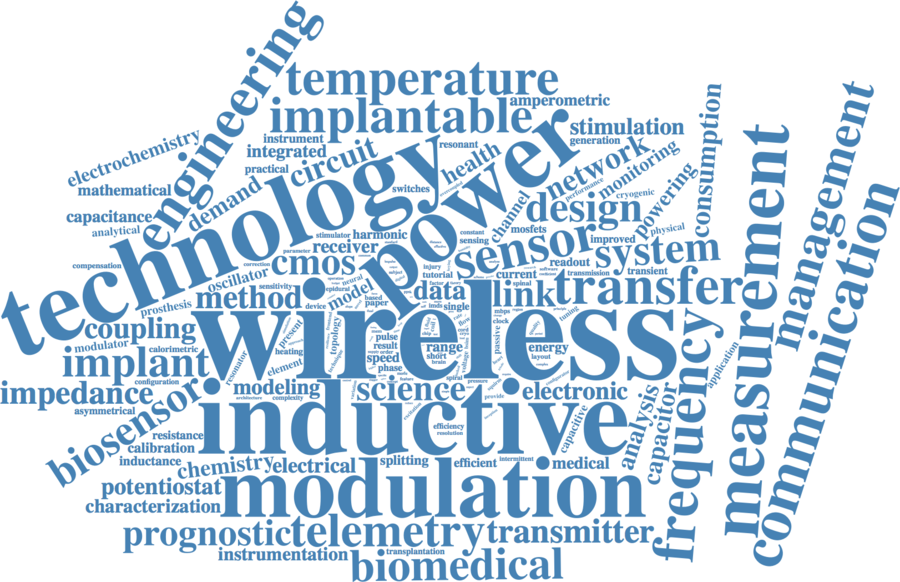 engineering
temperature
implantable
amperometric
stimulation
generation
consumption
management
electrochemistry
mathematical
capacitance
analytical
instrument
integrated
practical
demand
circuit
resonant
health
switches
technology
power
network
performance
monitoring
cryogenic
channel
design
mosfets
powering
physical
measurement
communication
stimulator
harmonic
receiver
parameter
cmos
constant
sensing
sensor
improved
system
readout
software
transmission
transient
compensation
correction
oscillator
sensitivity
prosthesis
method
device
epidural
neural
model
based
paper
injury
tutorial
factor
data
current
spinal
link
transfer
coupling
modulator
calorimetric
wireless
present
topology
heating
element
resonator
pulse
result
speed
phase
range
short
brain
passive
clock
mbps
energy
layout
tuning
implant
configuration
impedance
asymmetrical
biosensor
modeling
architecture
complexity
science
spiral
pressure
provide
electronic
application
frequency
inductive
efficiency
resolution
capacitive
analysis
capacitor
resistance
calibration
inductance
chemistry
electrical
splitting
efficient
intermittent
medical
potentiostat
characterization
modulation
prognostic
telemetry
transmitter
instrumentation
transplantation
biomedical